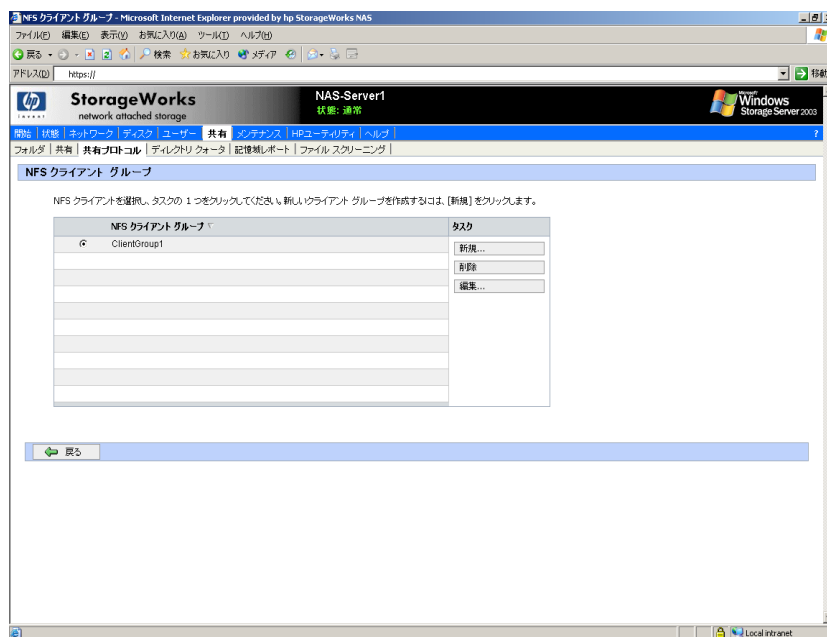 NFS クライアント グループ - Microsoft Internet Explorer provided by hp StorageWorks NAS
ファイル(F) 編集(E) 表示(V) お気に入り(A) ツール(T) ヘルプ(H)
戻る 検索 お気に入り メディア
アドレス(D) https:// 移動
hp invent StorageWorks NAS-Server1 Microsoft Windows
network attached storage 状態: 通常 Storage Server 2003
開始 | 状態 | ネットワーク | ディスク | ユーザー | 共有 | メンテナンス | HPユーティリティ | ヘルプ | ?
フォルダ | 共有 | 共有プロトコル | ディレクトリ クォータ | 記憶域レポート | ファイル スクリーニング |
NFS クライアント グループ
NFS クライアントを選択し、タスクの 1 つをクリックしてください。新しいクライアント グループを作成するには、[新規] をクリックします。
NFS クライアント グループ タスク
ClientGroup1 新規...
削除
編集...
戻る
Local intranet